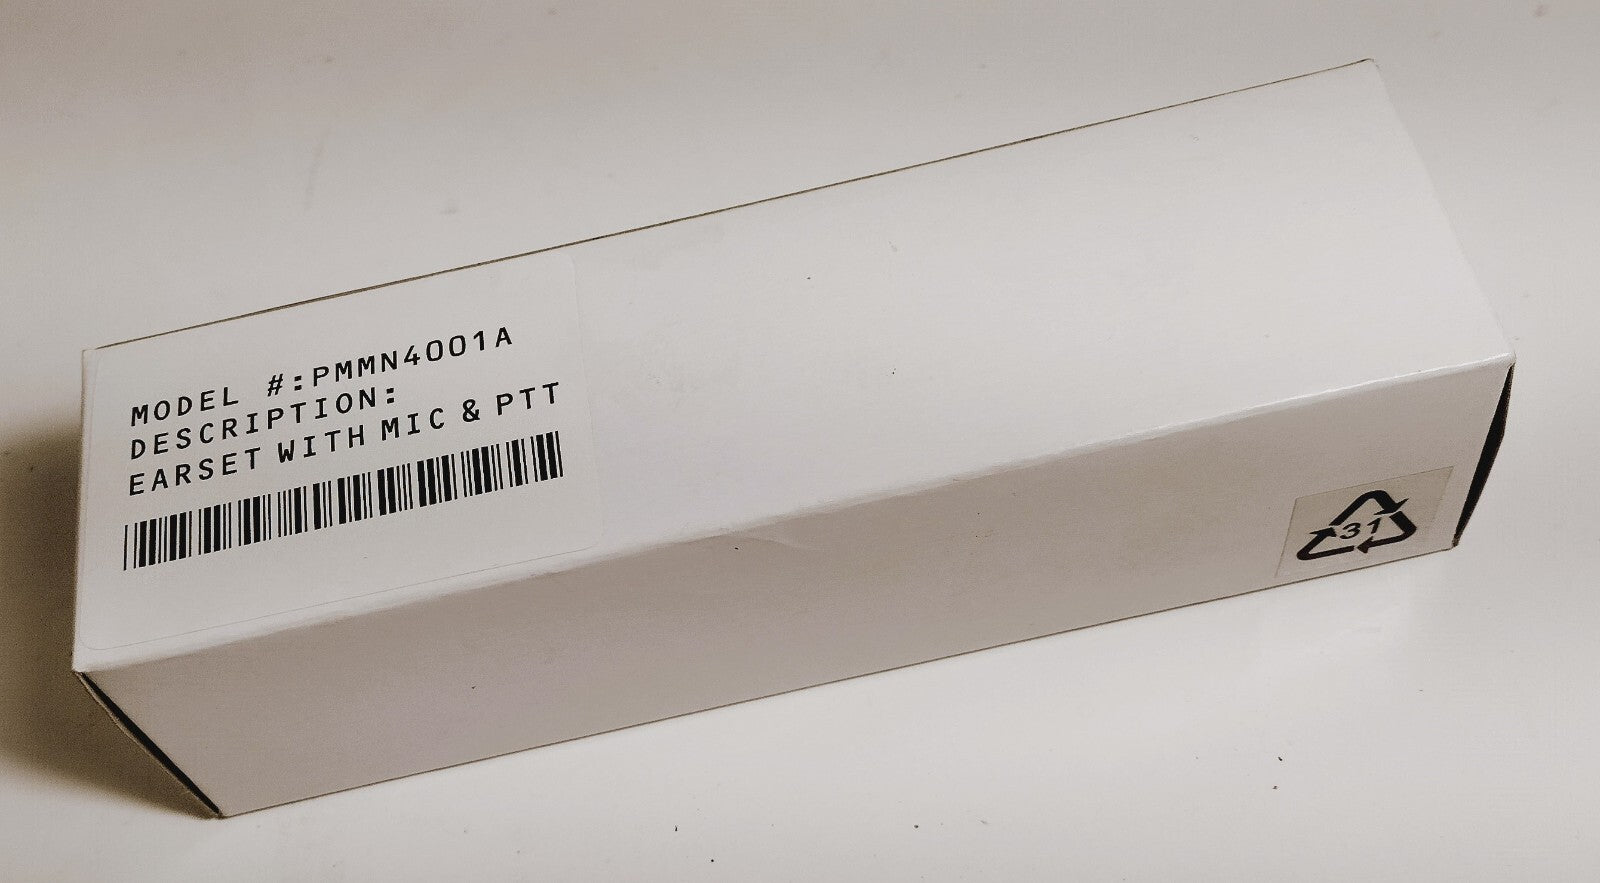 MODEL #:PMMN4001A
DESCRIPTION:
EARSET WITH MIC & PTT
31